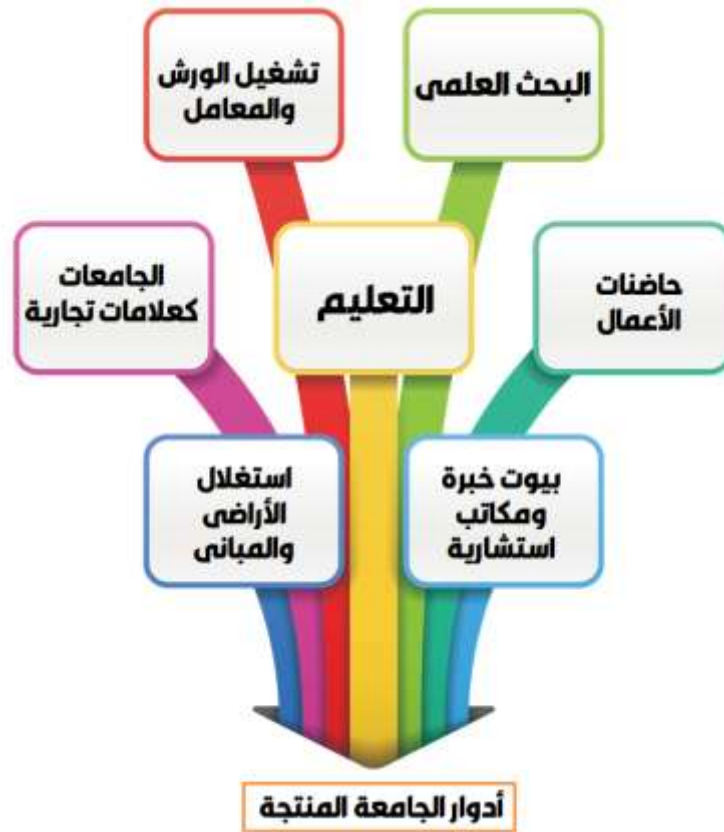 البحث العلمى
تشغيل الورش
والمعامل
حاضنات
الأعمال
التعليم
الجامعات
كعلامات تجارية
بيوت خبرة
ومكاتب
استشارية
استغلال
الأراضى
والمبانى
أدوار الجامعة المنتجة